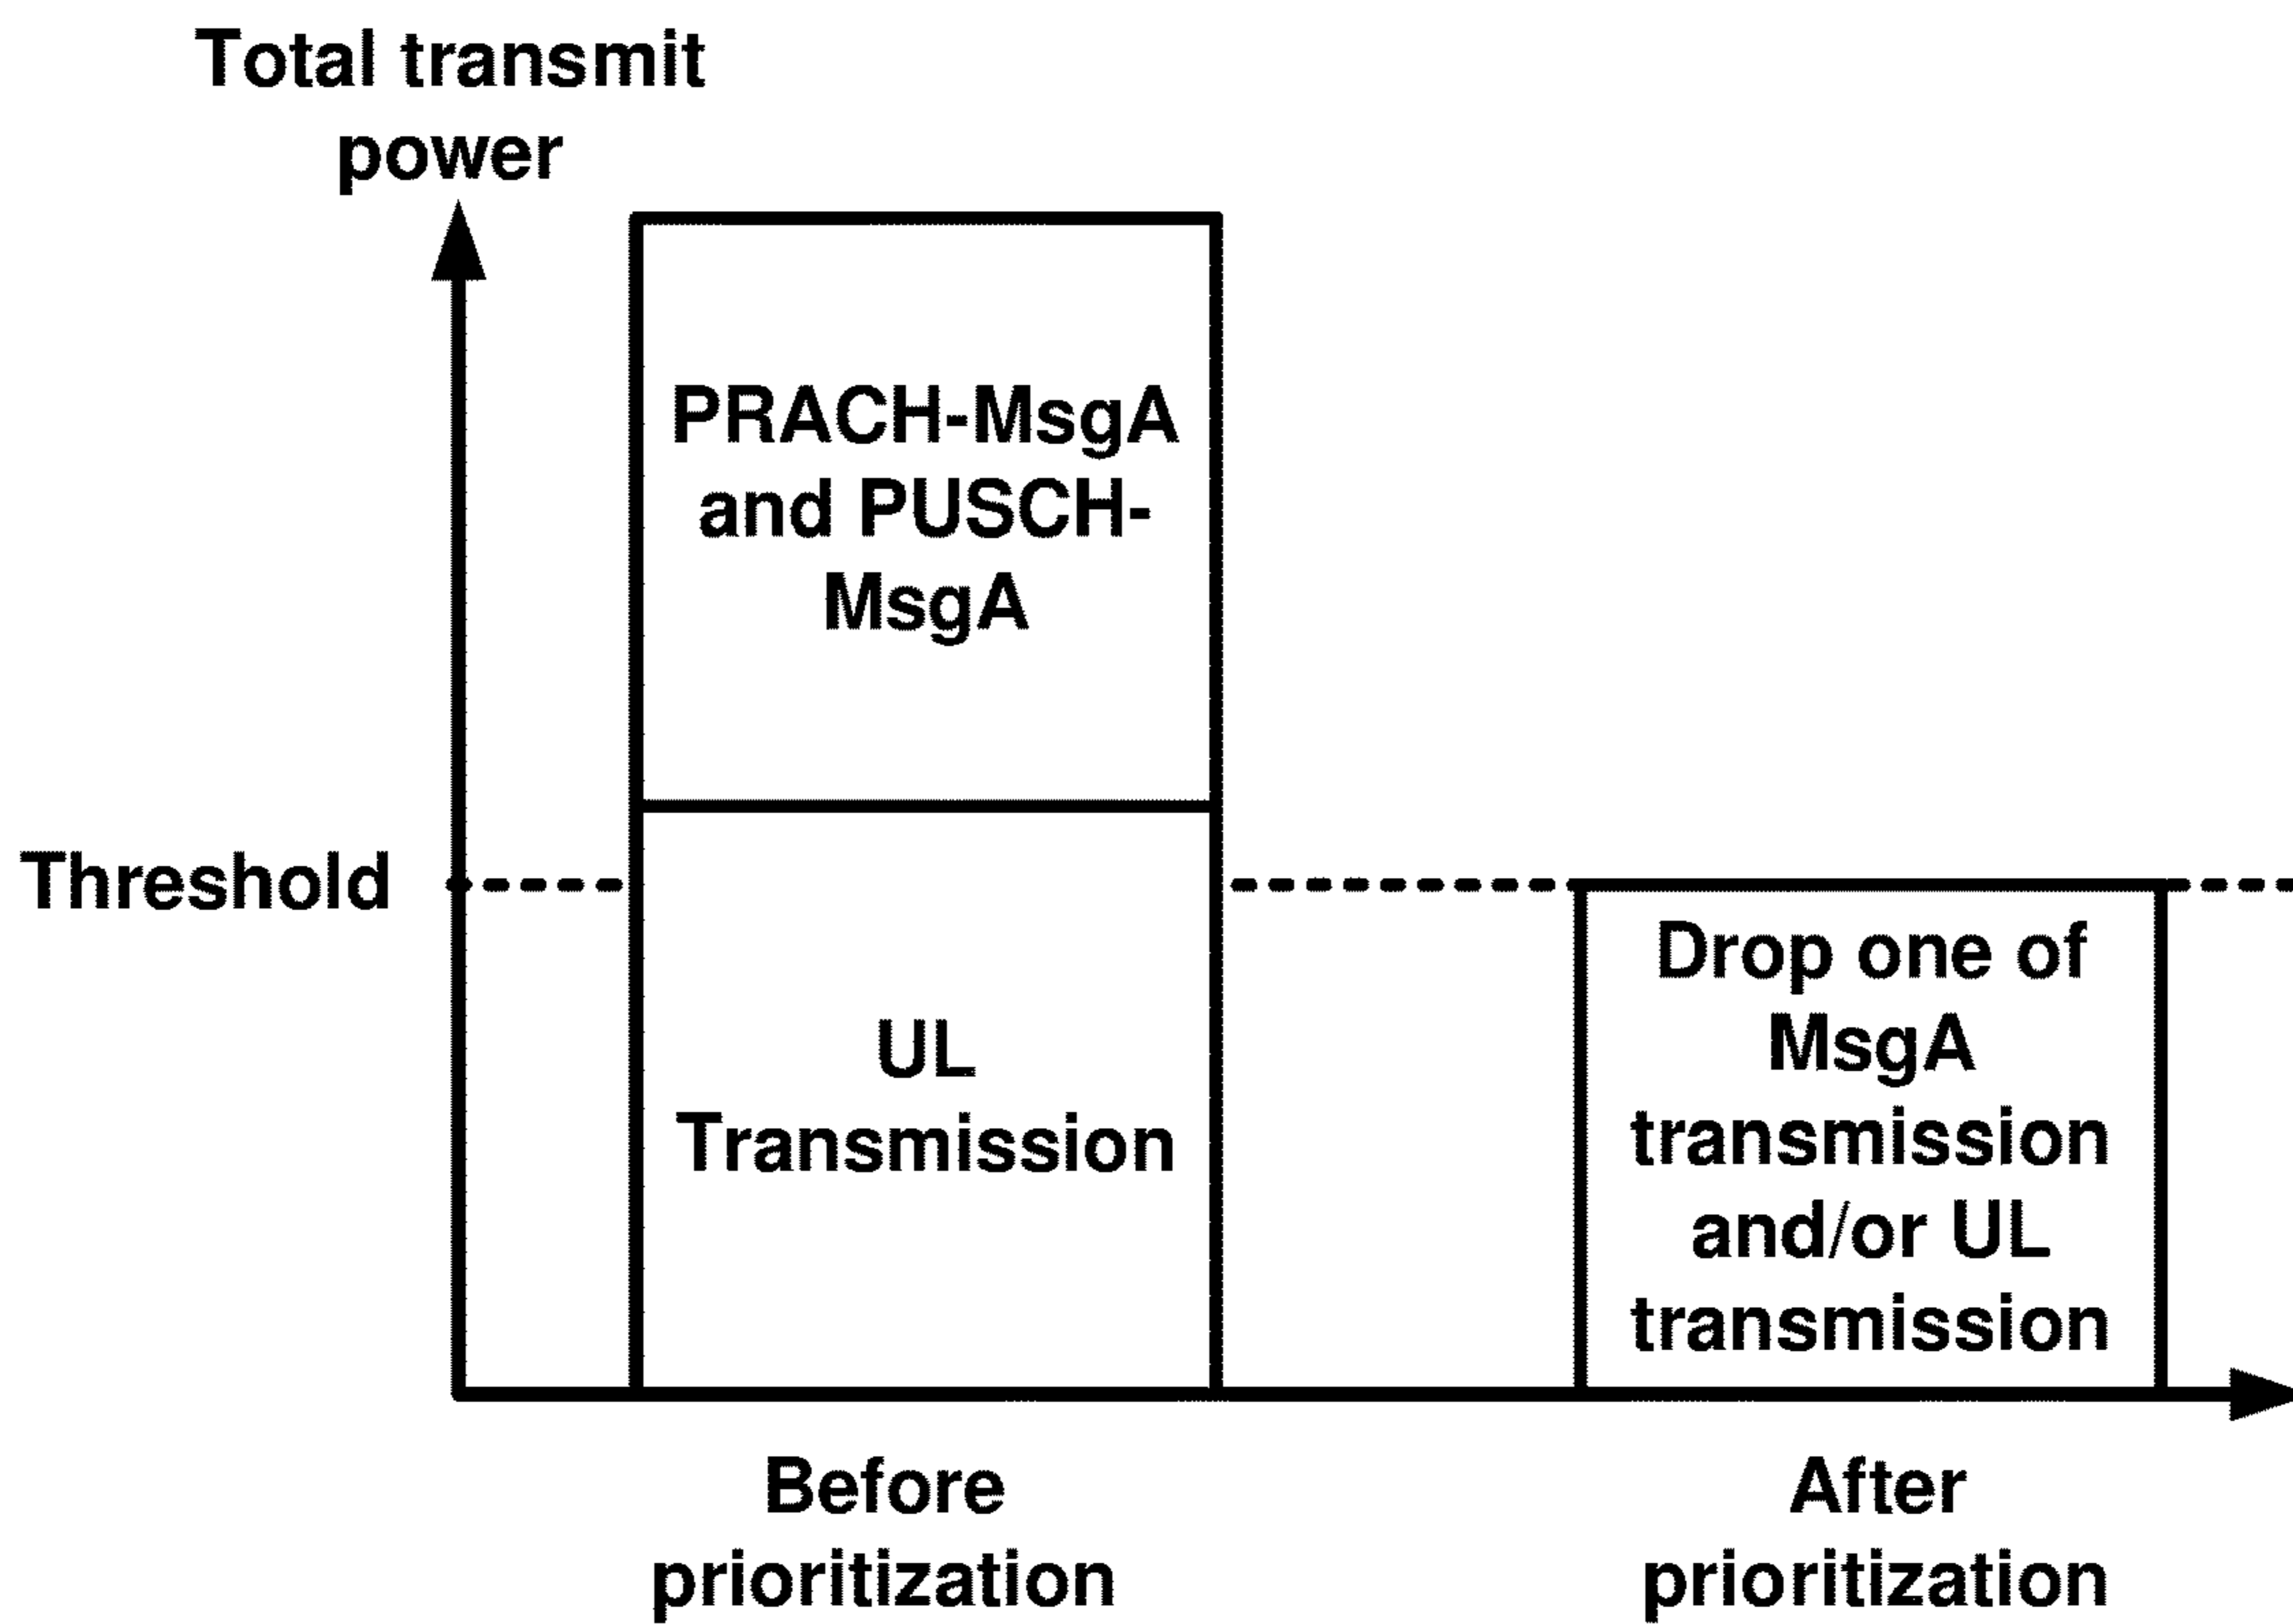 Total transmit
power
PRACH-MsgA
and PUSCH-
MsgA
Threshold
UL
Transmission
Drop one of
MsgA
transmission
and/or UL
transmission
Before
prioritization
After
prioritization